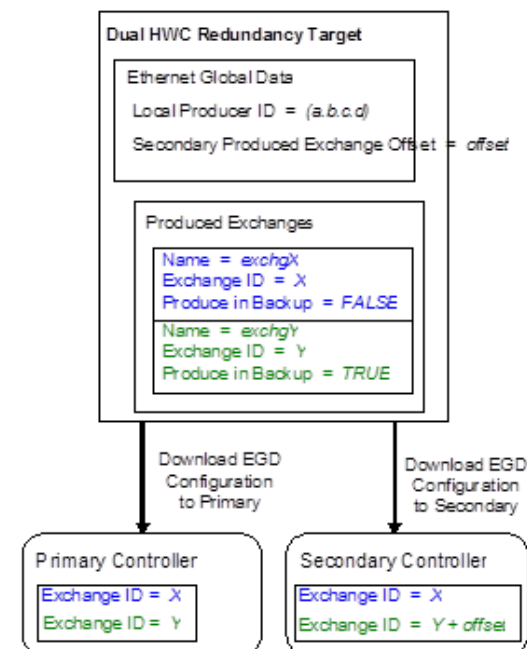 Dual HWC Redundancy Target
Ethernet Global Data
Local Producer ID = (a.b.c.d)
Secondary Produced Exchange Offset = offset
Produced Exchanges
Name = exchgX
Exchange ID = X
Produce in Backup = FALSE
Name = exchgY
Exchange ID = Y
Produce in Backup = TRUE
Download EGD
Configuration
to Primary
Download EGD
Configuration
to Secondary
Primary Controller
Exchange ID = X
Exchange ID = Y
Secondary Controller
Exchange ID = X
Exchange ID = Y + offset